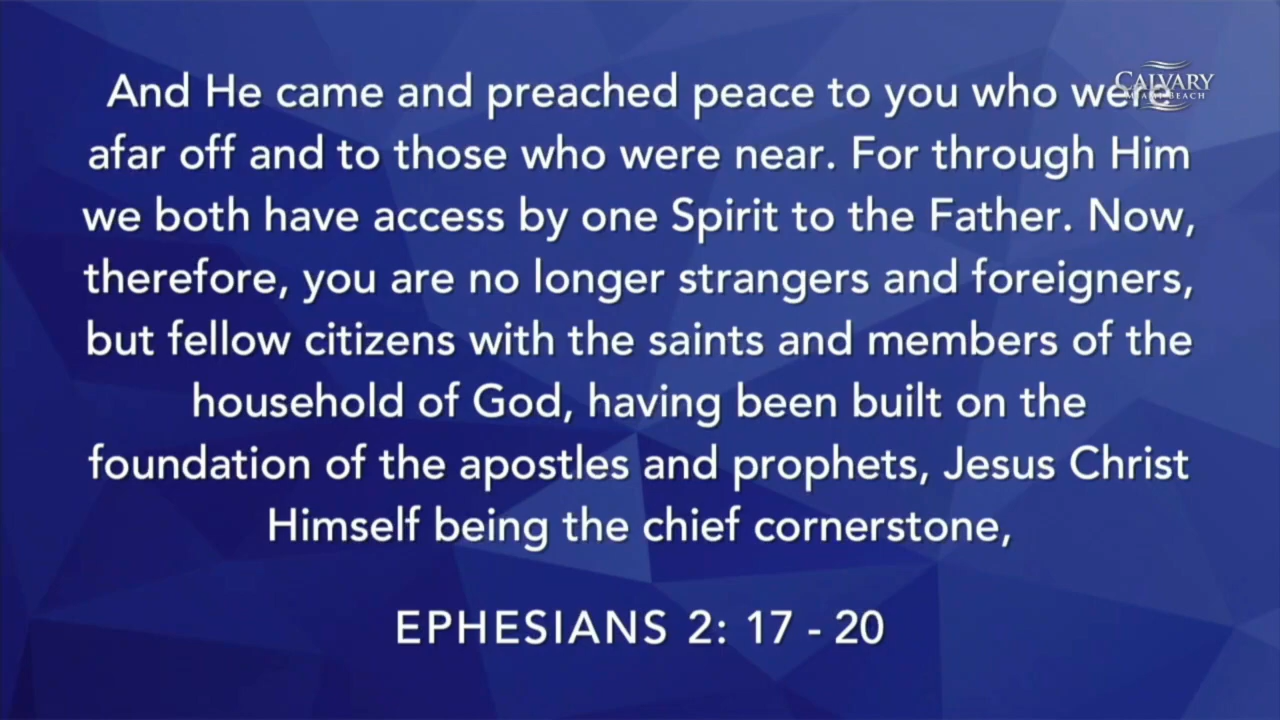 And He came and preached peace to you who we
CALVARY
MIAMI BEACH
afar off and to those who were near. For through Him
we both have access by one Spirit to the Father. Now,
therefore, you are no longer strangers and foreigners,
but fellow citizens with the saints and members of the
household of God, having been built on the
foundation of the apostles and prophets, Jesus Christ
Himself being the chief cornerstone,
EPHESIANS 2: 17 - 20